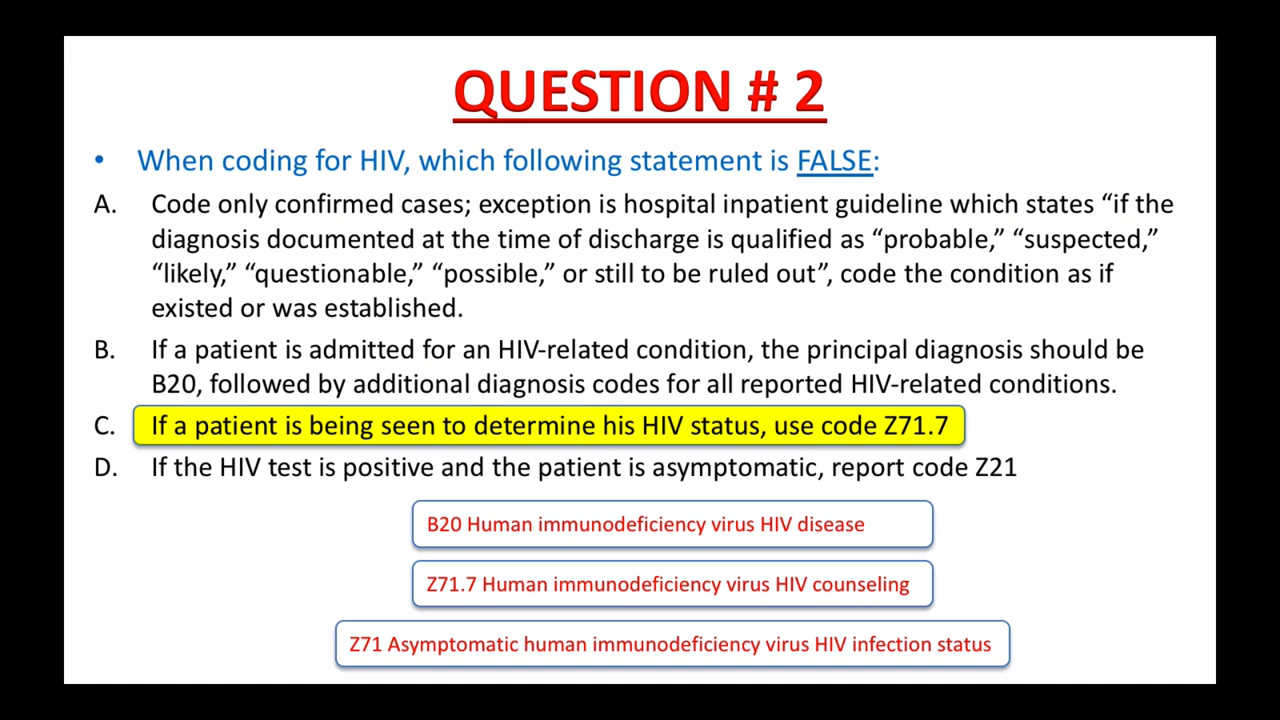 QUESTION # 2
• When coding for HIV, which following statement is FALSE:
A. Code only confirmed cases; exception is hospital inpatient guideline which states “if the
diagnosis documented at the time of discharge is qualified as “probable,” “suspected,”
“likely,” “questionable,” “possible,” or still to be ruled out”, code the condition as if
existed or was established.
B. If a patient is admitted for an HIV-related condition, the principal diagnosis should be
B20, followed by additional diagnosis codes for all reported HIV-related conditions.
C. If a patient is being seen to determine his HIV status, use code Z71.7
D. If the HIV test is positive and the patient is asymptomatic, report code Z21
B20 Human immunodeficiency virus HIV disease
Z71.7 Human immunodeficiency virus HIV counseling
Z71 Asymptomatic human immunodeficiency virus HIV infection status